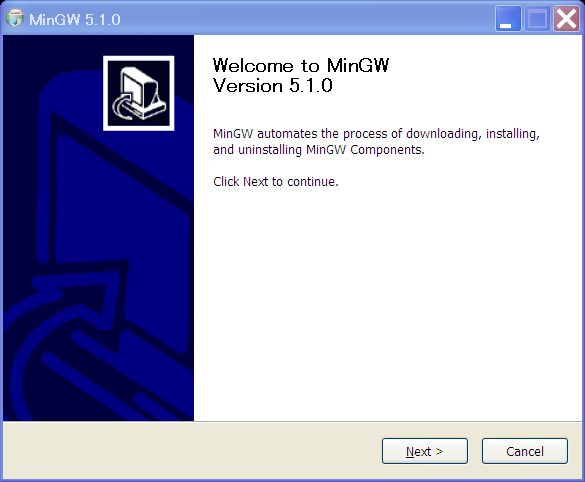 MinGW 5.1.0
Welcome to MinGW
Version 5.1.0
MinGW automates the process of downloading, installing,
and uninstalling MinGW Components.
Click Next to continue.
Next >
Cancel